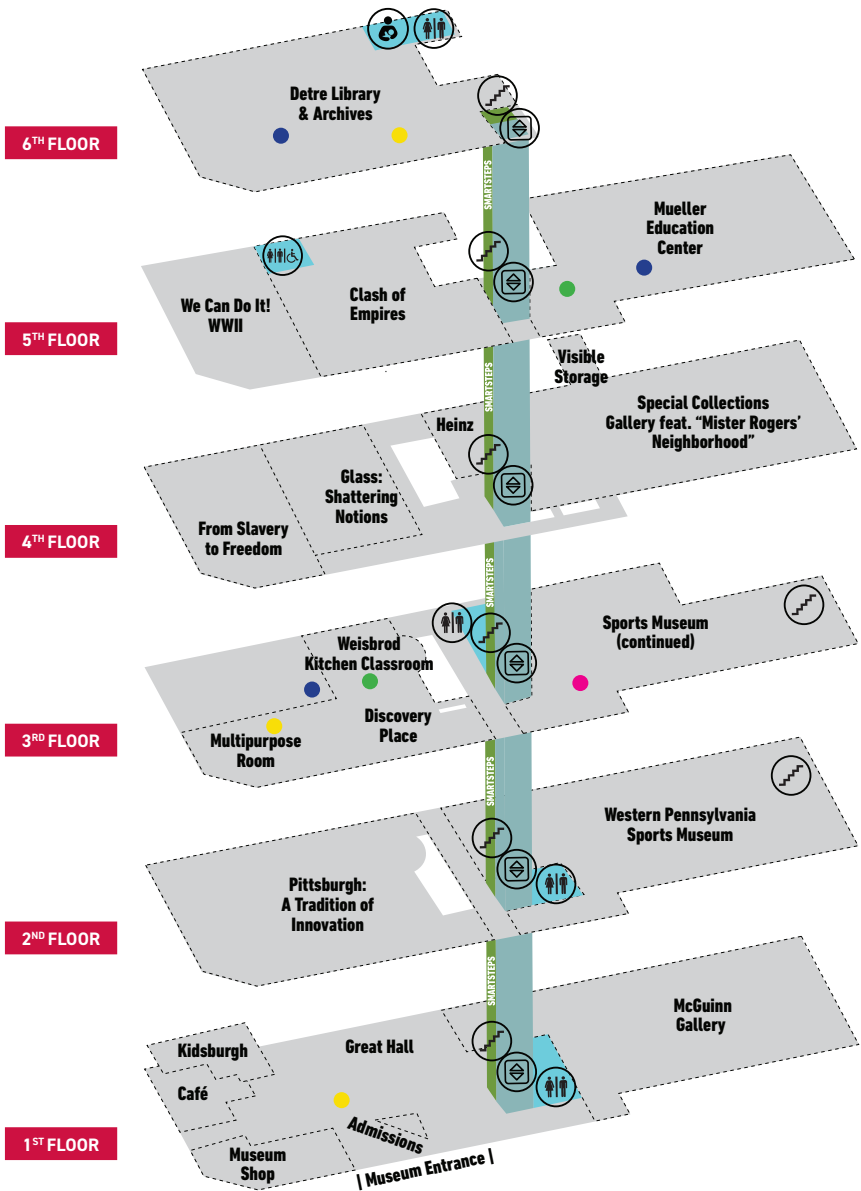 Detre Library
& Archives
6TH FLOOR
SMARTSTEPS
Mueller
Education
Center
We Can Do It!
WWII
Clash of
Empires
5TH FLOOR
Visible
Storage
SMARTSTEPS
Special Collections
Gallery feat. “Mister Rogers’
Neighborhood”
Heinz
Glass:
Shattering
Notions
From Slavery
to Freedom
4TH FLOOR
SMARTSTEPS
Sports Museum
(continued)
Weisbrod
Kitchen Classroom
Discovery
Place
Multipurpose
Room
3RD FLOOR
SMARTSTEPS
Western Pennsylvania
Sports Museum
Pittsburgh:
A Tradition of
Innovation
2ND FLOOR
SMARTSTEPS
McGuinn
Gallery
Great Hall
Kidsburgh
Café
Admissions
Museum
Shop
1ST FLOOR
| Museum Entrance |